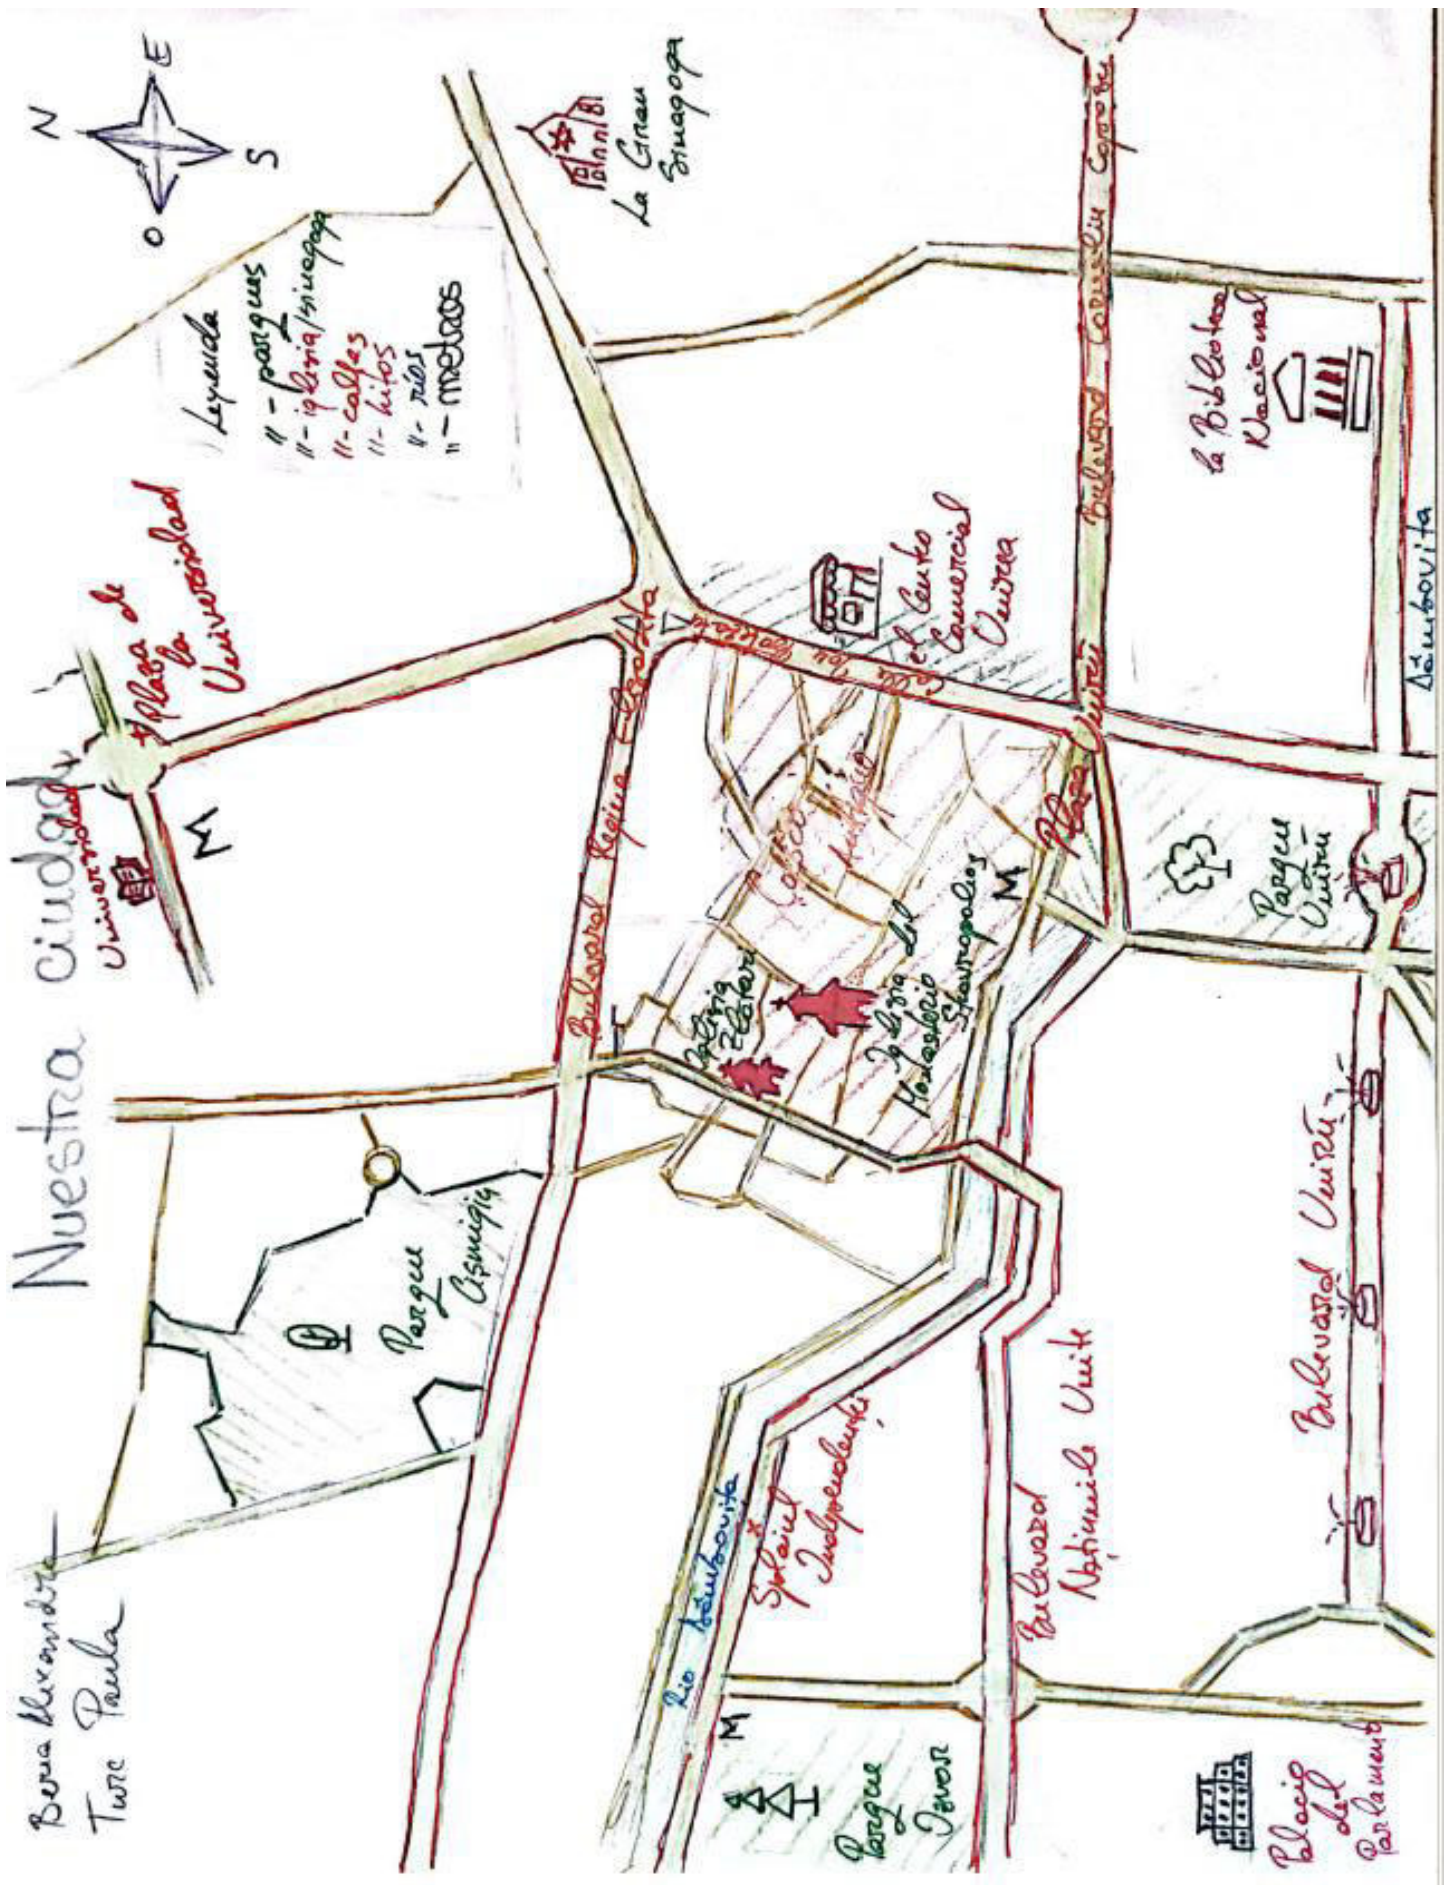 Nuestra ciudad
Turc Paula
N
E
S
O
Leyenda
"- parques
"- iglesia/sinagoga
"- calles
"- hitos
"- ríos
"- metros
Plaza de
la
Universidad
Universidad
M
La Gran
Sinagoga
Bulevard Regina Elisabeta
Parque
Cișmigiu
Casco
Antiguo
Iglesia
Zlătari
Iglesia del
Monasterio
Stavropolios
M
el Centro
Comercial
Unirea
Plaza Unirii
Bulevard Corneliu Coposu
la Biblioteca
Nacional
Dâmbovița
Parque
Unirii
Bulevard Unirii
Río Dâmbovița
Splaiul
Independenței
Bulevard
Națiunile Unite
M
Parque
Izvor
Palacio
del
Parlamento